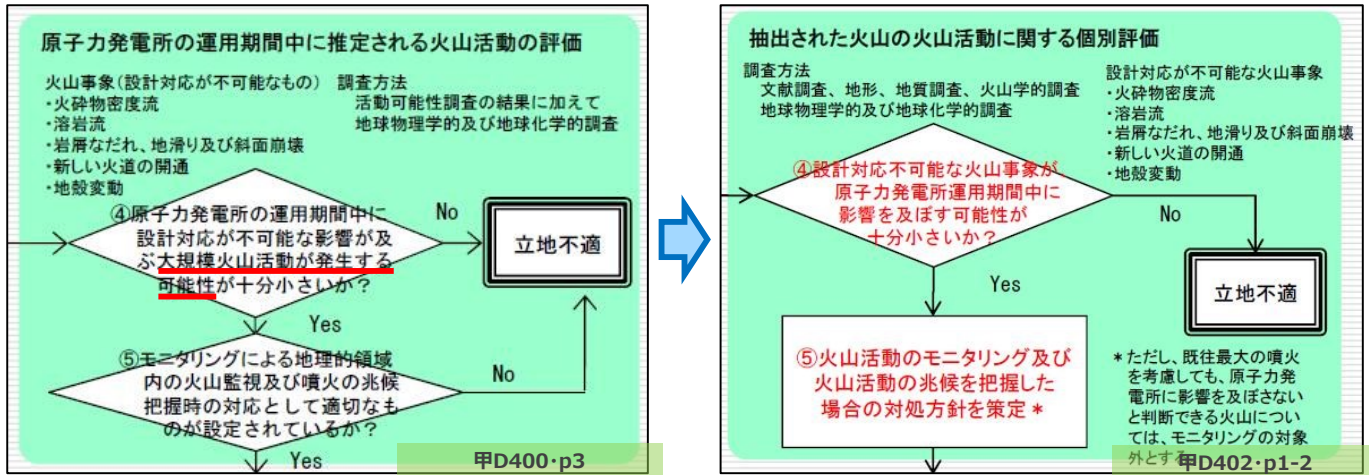 原子力発電所の運用期間中に推定される火山活動の評価
火山事象(設計対応が不可能なもの)
・火砕物密度流
・溶岩流
・岩屑なだれ、地滑り及び斜面崩壊
・新しい火道の開通
・地殻変動
調査方法
活動可能性調査の結果に加えて
地球物理学的及び地球化学的調査
④原子力発電所の運用期間中に
設計対応が不可能な影響が及
ぶ大規模火山活動が発生する
可能性が十分小さいか?
No
立地不適
Yes
⑤モニタリングによる地理的領域
内の火山監視及び噴火の兆候
把握時の対応として適切なも
のが設定されているか?
No
Yes
甲D400・p3
抽出された火山の火山活動に関する個別評価
調査方法
文献調査、地形、地質調査、火山学的調査
地球物理学的及び地球化学的調査
設計対応が不可能な火山事象
・火砕物密度流
・溶岩流
・岩屑なだれ、地滑り及び斜面崩壊
・新しい火道の開通
・地殻変動
④設計対応不可能な火山事象が
原子力発電所運用期間中に
影響を及ぼす可能性が
十分小さいか?
No
立地不適
Yes
⑤火山活動のモニタリング及び
火山活動の兆候を把握した
場合の対処方針を策定*
*ただし、既往最大の噴火
を考慮しても、原子力発
電所に影響を及ぼさない
と判断できる火山につい
ては、モニタリングの対象
外とする
甲D402・p1-2